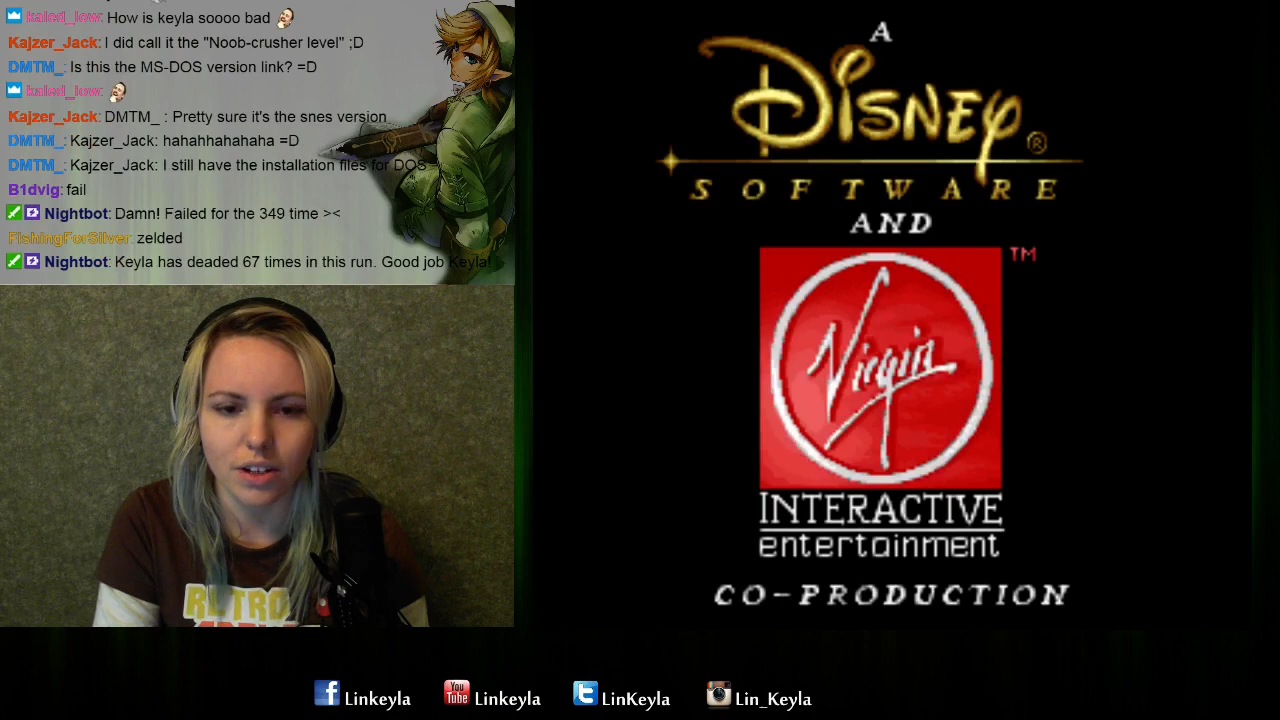 kaled_low: How is keyla soooo bad
Kajzer_Jack: I did call it the "Noob-crusher level" ;D
DMTM_: Is this the MS-DOS version link? =D
kaled_low:
Kajzer_Jack: DMTM_ : Pretty sure it's the snes version
DMTM_: Kajzer_Jack: hahahhahahaha =D
DMTM_: Kajzer_Jack: I still have the installation files for DOS
B1dvig: fail
Nightbot: Damn! Failed for the 349 time ><
FishingForSilver: zelded
Nightbot: Keyla has deaded 67 times in this run. Good job Keyla!
RETRO
A
Disney®
SOFTWARE
AND
TM
Virgin
INTERACTIVE
entertainment
CO-PRODUCTION
Linkeyla
You Tube Linkeyla
LinKeyla
Lin_Keyla